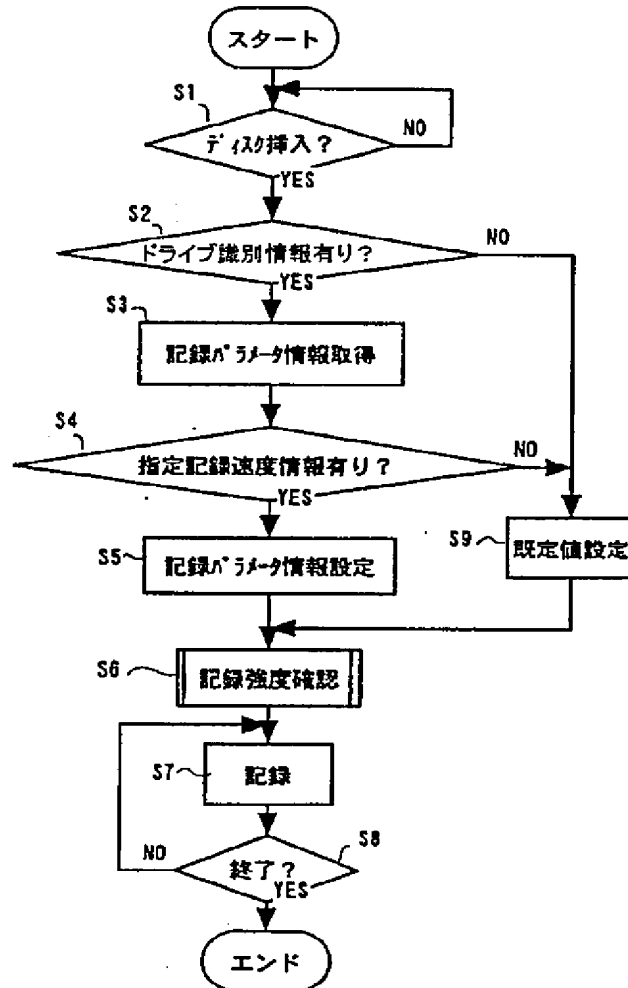 スタート
S1
ディスク挿入?
NO
YES
S2
ドライブ識別情報有り?
NO
YES
S3
記録パラメータ情報取得
S4
指定記録速度情報有り?
NO
YES
S5
記録パラメータ情報設定
S9
既定値設定
S6
記録強度確認
S7
記録
S8
終了?
NO
YES
エンド